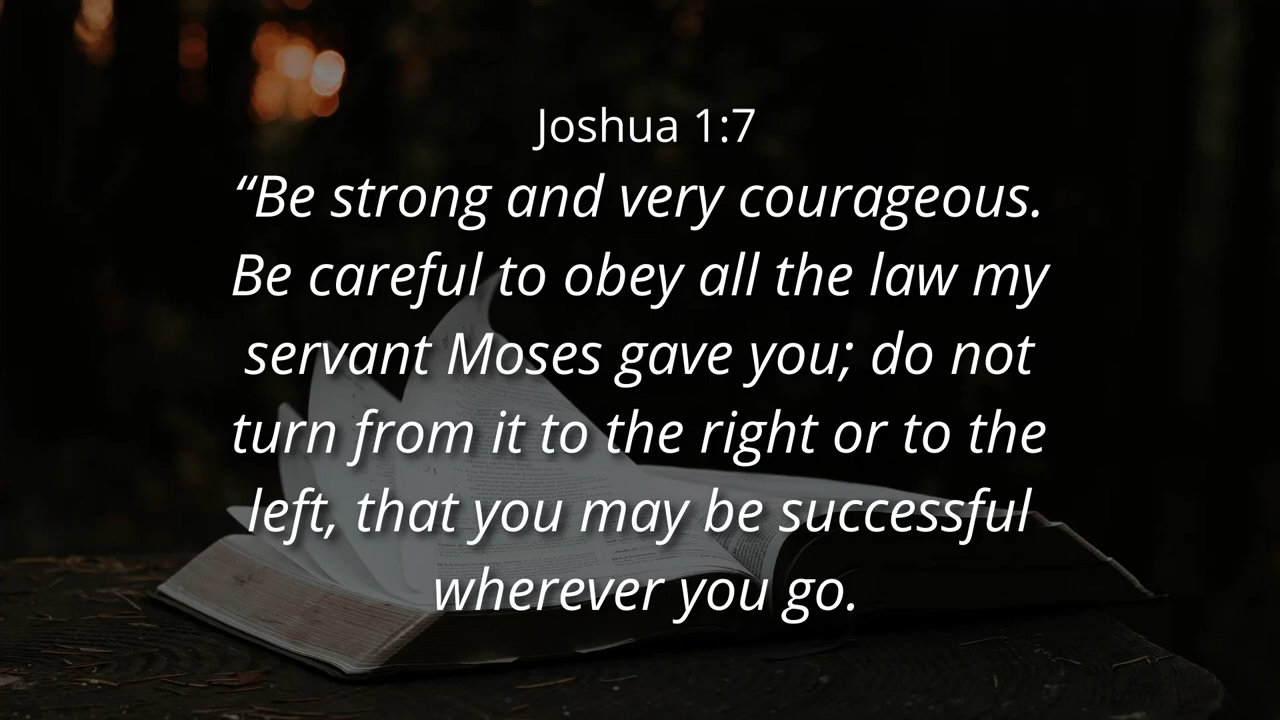 Joshua 1:7
“Be strong and very courageous.
Be careful to obey all the law my
servant Moses gave you; do not
turn from it to the right or to the
left, that you may be successful
wherever you go.